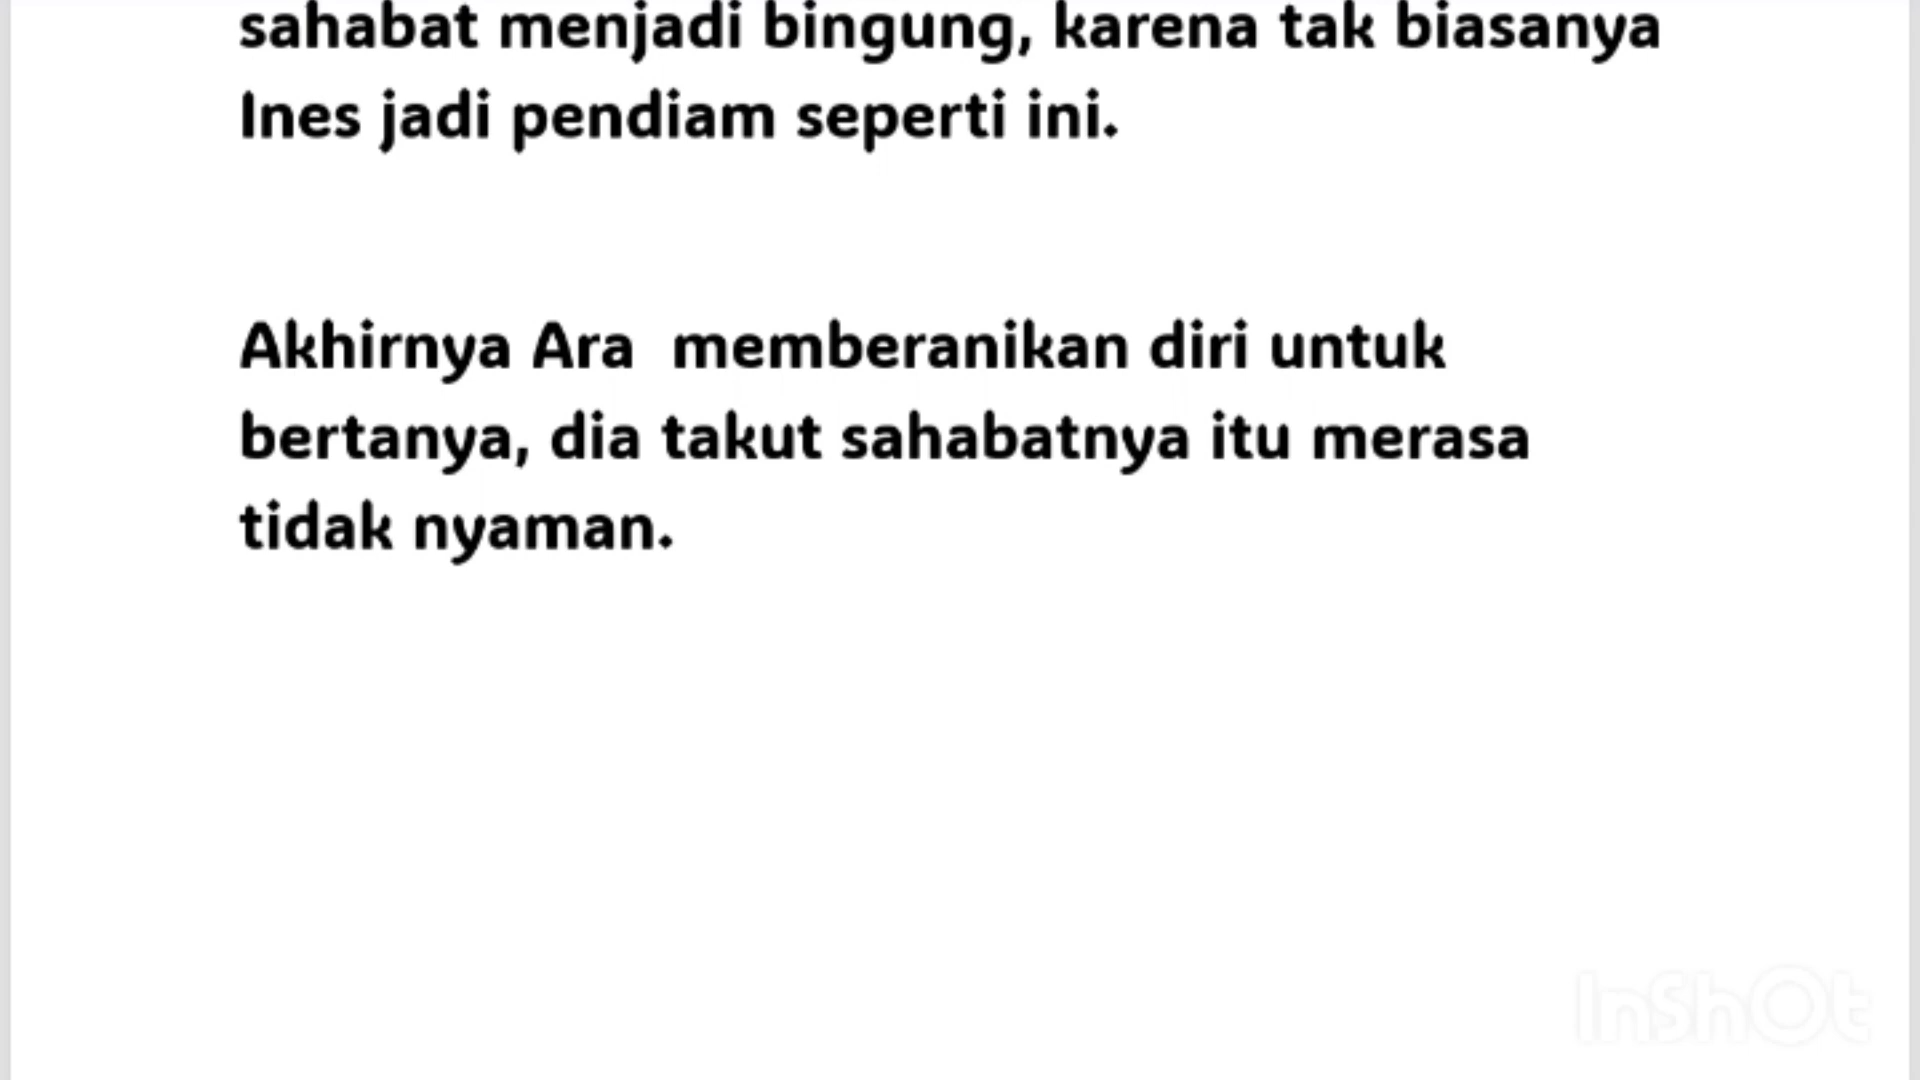 sahabat menjadi bingung, karena tak biasanya
Ines jadi pendiam seperti ini.
Akhirnya Ara  memberanikan diri untuk
bertanya, dia takut sahabatnya itu merasa
tidak nyaman.
InShOt